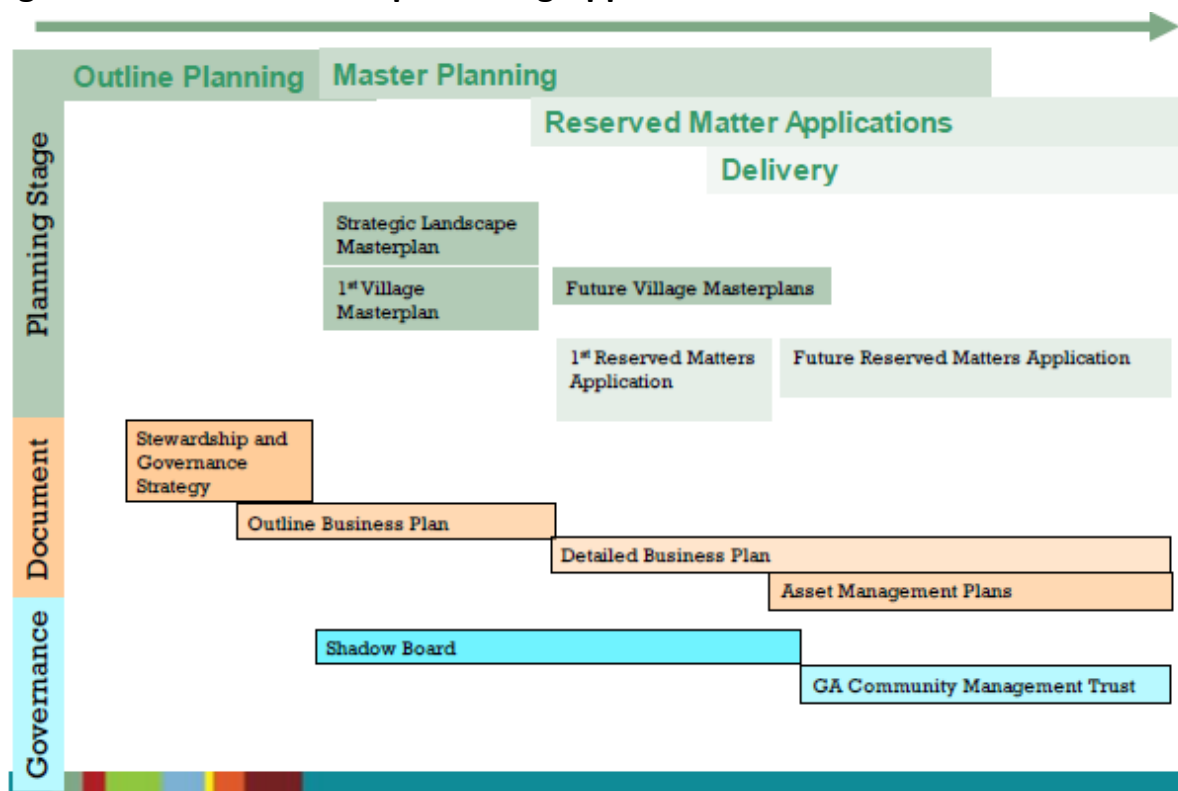 Outline Planning
Master Planning
Reserved Matter Applications
Delivery
Planning Stage
Strategic Landscape
Masterplan
1st Village
Masterplan
Future Village Masterplans
1st Reserved Matters
Application
Future Reserved Matters Application
Document
Stewardship and
Governance
Strategy
Outline Business Plan
Detailed Business Plan
Asset Management Plans
Governance
Shadow Board
GA Community Management Trust